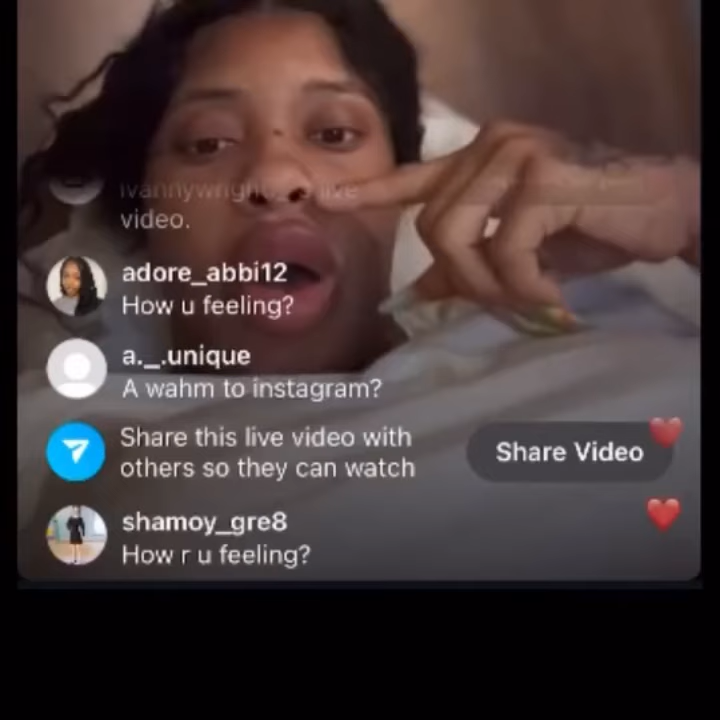 video.
adore_abbi12
How u feeling?
a._.unique
A wahm to instagram?
Share this live video with
others so they can watch
Share Video
shamoy_gre8
How r u feeling?